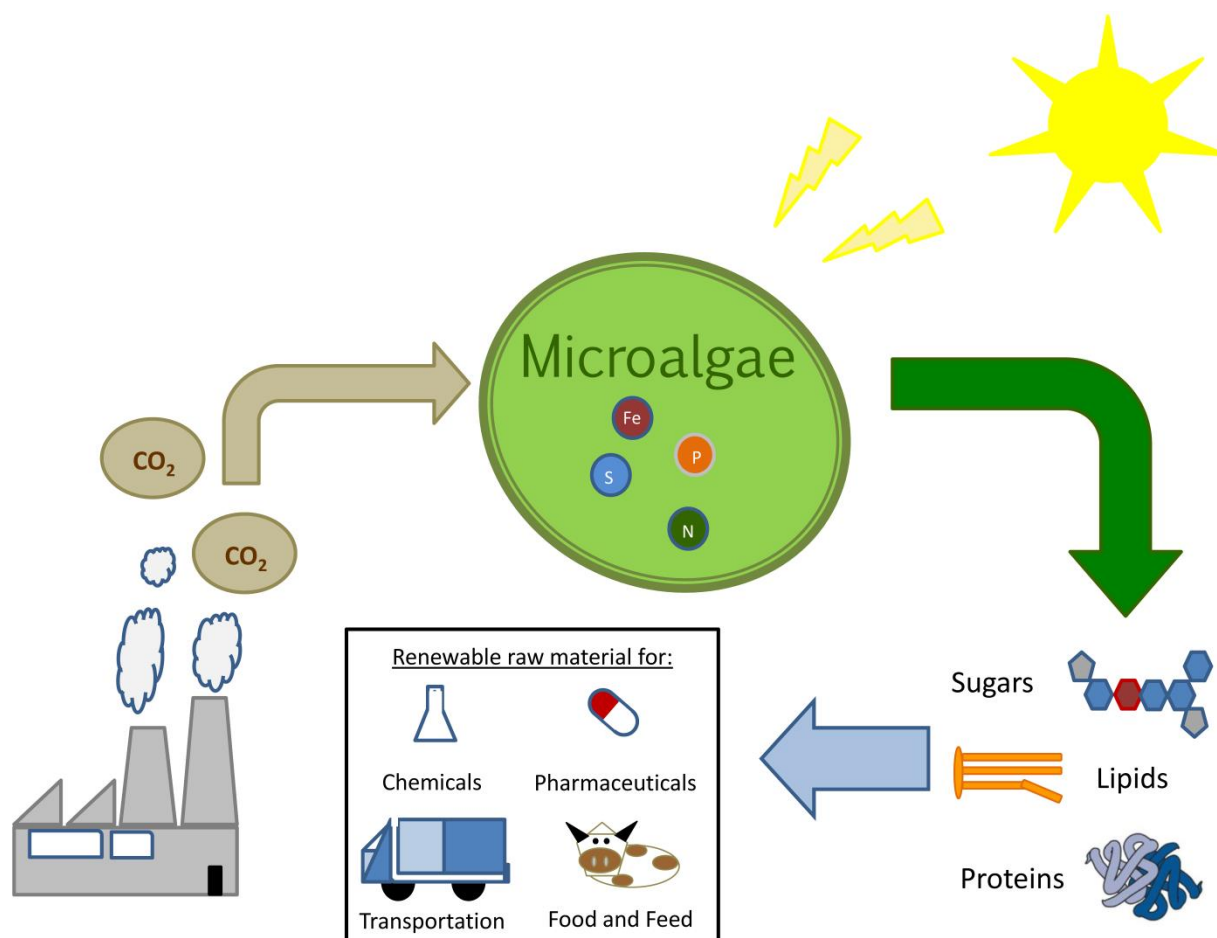 Microalgae
Fe
P
S
N
CO₂
CO₂
Renewable raw material for:
Chemicals
Pharmaceuticals
Transportation
Food and Feed
Sugars
Lipids
Proteins